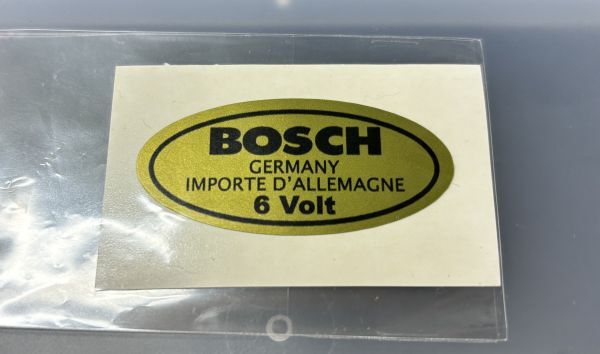 BOSCH
GERMANY
IMPORTE D'ALLEMAGNE
6 Volt